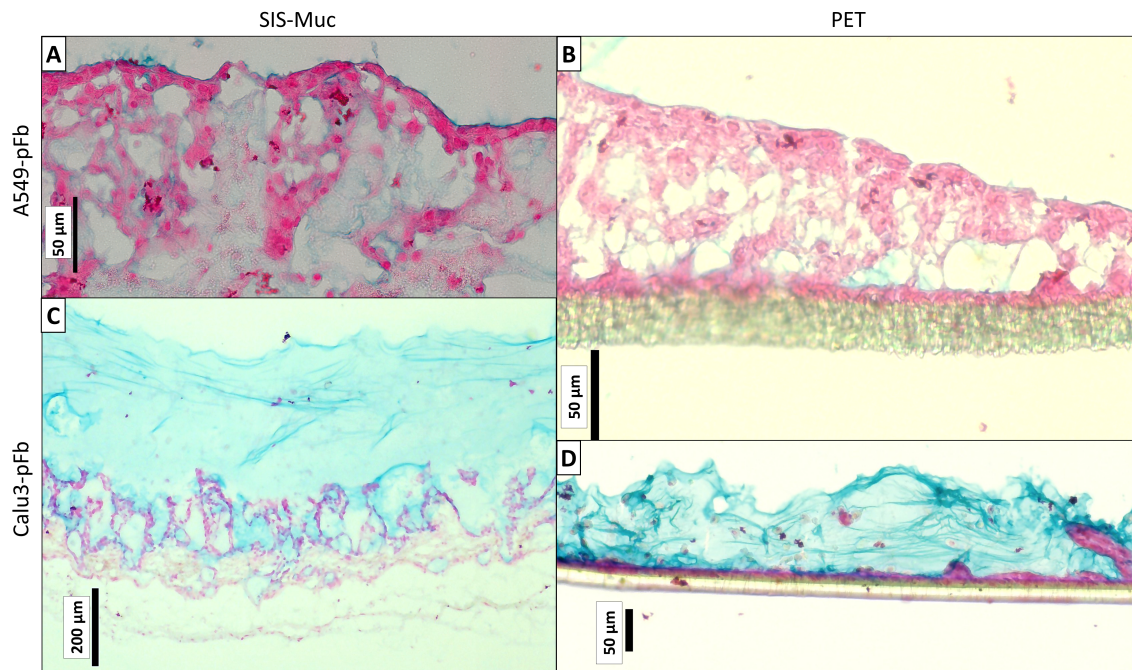 SIS-Muc
PET
A
B
A549-pFb
50 µm
50 µm
C
D
Calu3-pFb
200 µm
50 µm